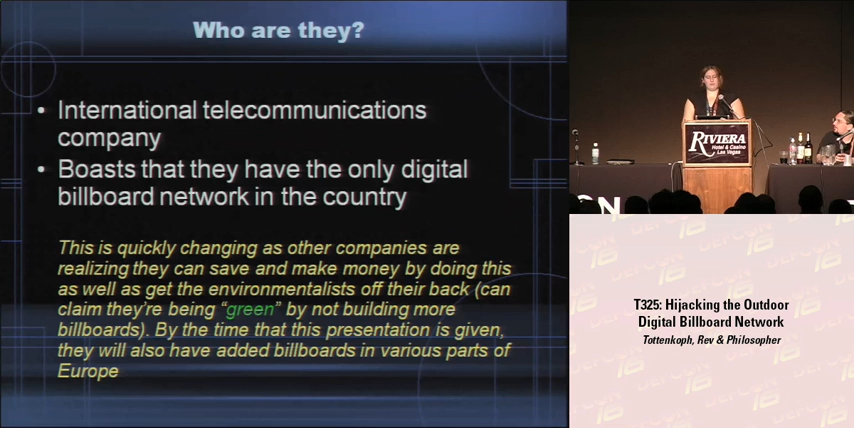 Who are they?
• International telecommunications
company
• Boasts that they have the only digital
billboard network in the country
This is quickly changing as other companies are
realizing they can save and make money by doing this
as well as get the environmentalists off their back (can
claim they're being "green" by not building more
billboards). By the time that this presentation is given,
they will also have added billboards in various parts of
Europe
RIVIERA
Hotel & Casino
Las Vegas
CON
T325: Hijacking the Outdoor
Digital Billboard Network
Tottenkoph, Rev & Philosopher
DEFCON
16